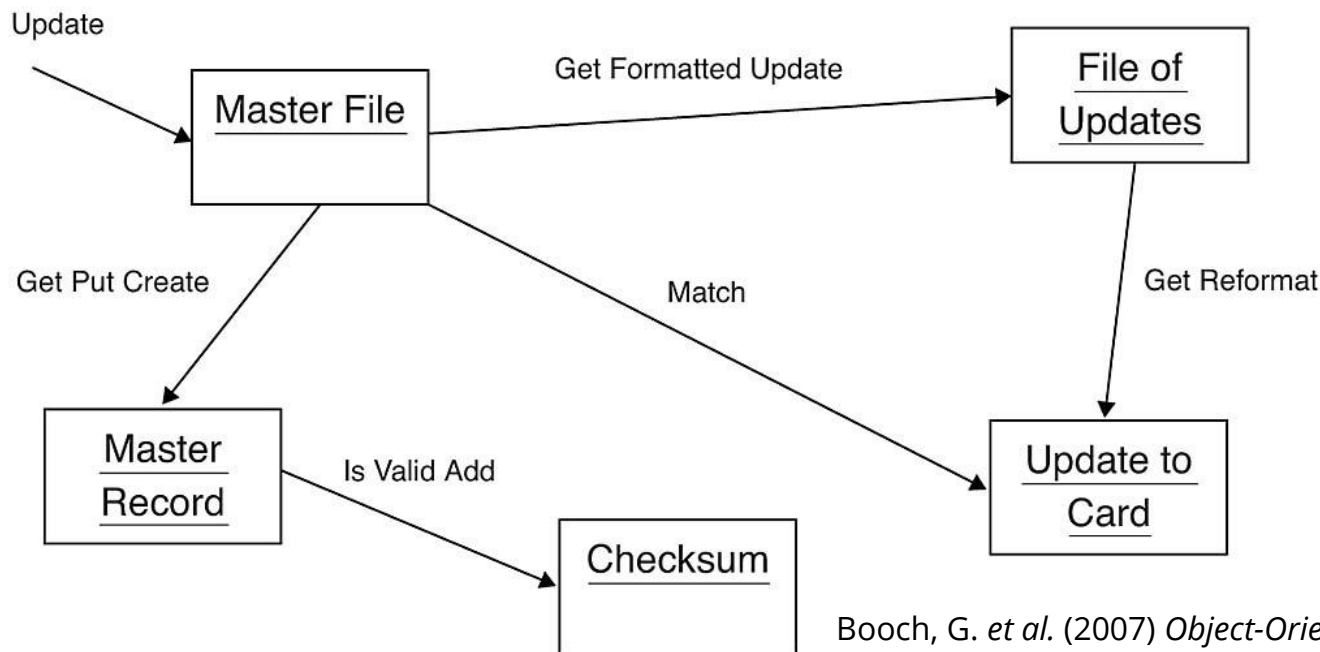 Update
Master File
Get Formatted Update
File of
Updates
Get Put Create
Match
Get Reformat
Master
Record
Is Valid Add
Update to
Card
Checksum
Booch, G. et al. (2007) Object-Orie